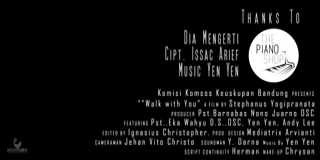 Thanks To
Dia Mengerti
Cipt. Issac Arief
Music Yen Yen
THE
PIANO
SHOP
Komisi Komsos Keuskupan Bandung PRESENTS
""Walk with You" A FILM BY Stephanus Yogipranata
PRODUCER Pst.Barnabas Nono Juarno OSC
FEATURING Pst..Eka Wahyu O.S..OSC, Yen Yen, Andy Lee
EDITED BY Ignasius Christopher, PROD. DESIGN Mediatrix Arvianti
CAMERAMAN Jehan Vito Christo SOUNDMAN Y. Darno Music By Yen Yen
SCRIPT CONTINUITY Herman MAKE-UP Chrysan